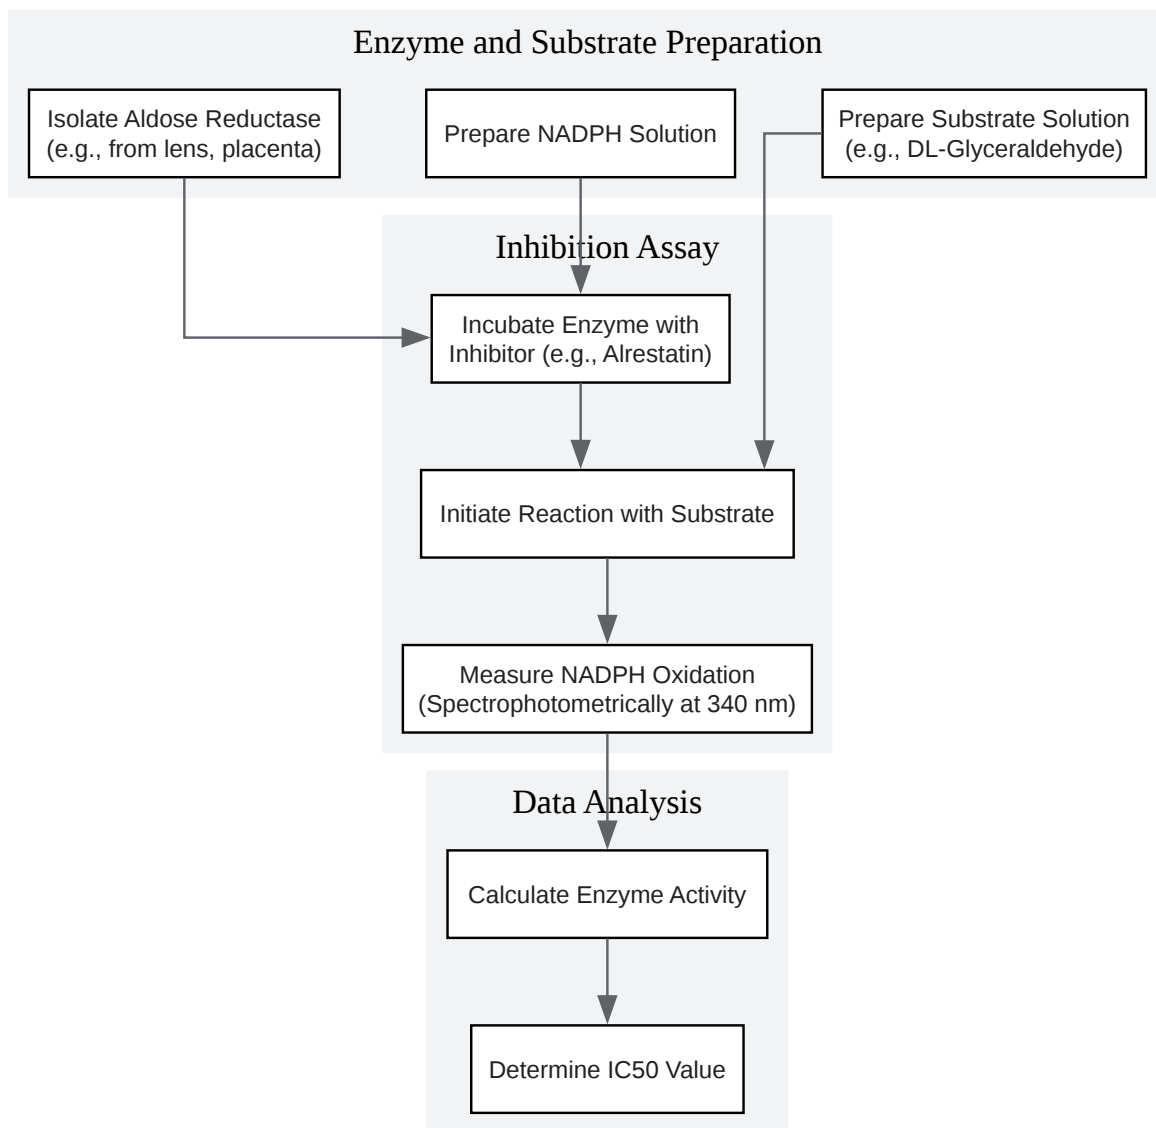 Enzyme and Substrate Preparation
Isolate Aldose Reductase
(e.g., from lens, placenta)
Prepare NADPH Solution
Prepare Substrate Solution
(e.g., DL-Glyceraldehyde)
Inhibition Assay
Incubate Enzyme with
Inhibitor (e.g., Alrestatin)
Initiate Reaction with Substrate
Measure NADPH Oxidation
(Spectrophotometrically at 340 nm)
Data Analysis
Calculate Enzyme Activity
Determine IC50 Value